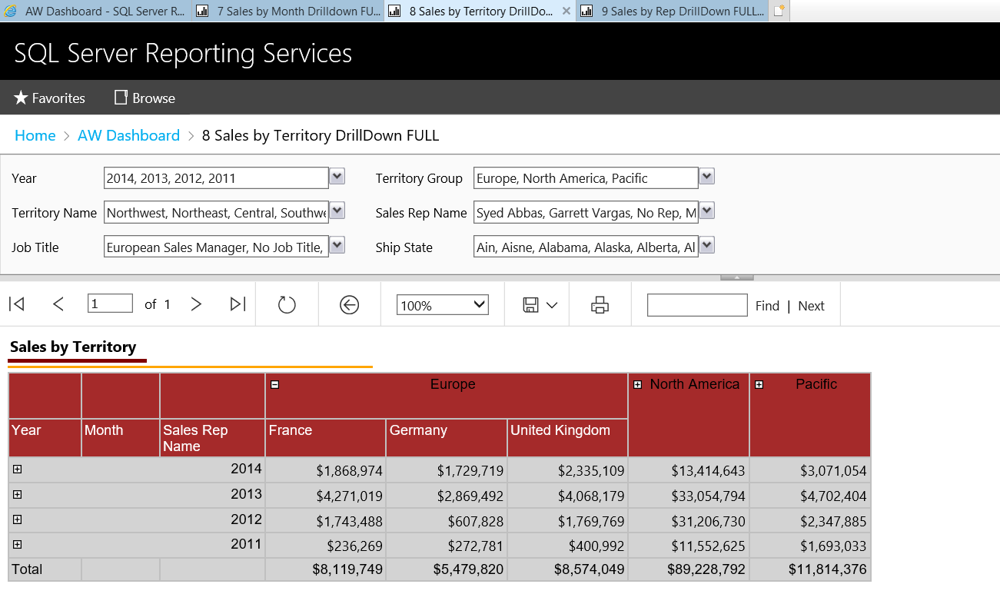 AW Dashboard - SQL Server R... 7 Sales by Month Drilldown FU... 8 Sales by Territory DrillDo... 9 Sales by Rep DrillDown FULL...
SQL Server Reporting Services
Favorites Browse
Home > AW Dashboard > 8 Sales by Territory DrillDown FULL
Year 2014, 2013, 2012, 2011 Territory Group Europe, North America, Pacific
Territory Name Northwest, Northeast, Central, Southwe Sales Rep Name Syed Abbas, Garrett Vargas, No Rep, M
Job Title European Sales Manager, No Job Title, Ship State Ain, Aisne, Alabama, Alaska, Alberta, Al
1 of 1 100% Find | Next
Sales by Territory
Europe North America Pacific
Year Month Sales Rep Name France Germany United Kingdom
2014 $1,868,974 $1,729,719 $2,335,109 $13,414,643 $3,071,054
2013 $4,271,019 $2,869,492 $4,068,179 $33,054,794 $4,702,404
2012 $1,743,488 $607,828 $1,769,769 $31,206,730 $2,347,885
2011 $236,269 $272,781 $400,992 $11,552,625 $1,693,033
Total $8,119,749 $5,479,820 $8,574,049 $89,228,792 $11,814,376